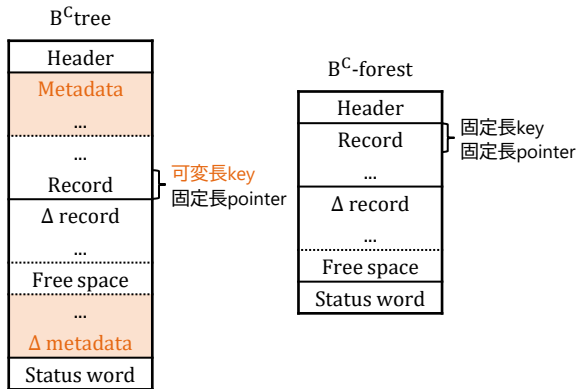 Bᶜtree
Header
Metadata
...
...
Record
可変長key
固定長pointer
Δ record
...
Free space
...
Δ metadata
Status word
Bᶜ-forest
Header
Record
固定長key
固定長pointer
...
Δ record
...
Free space
Status word